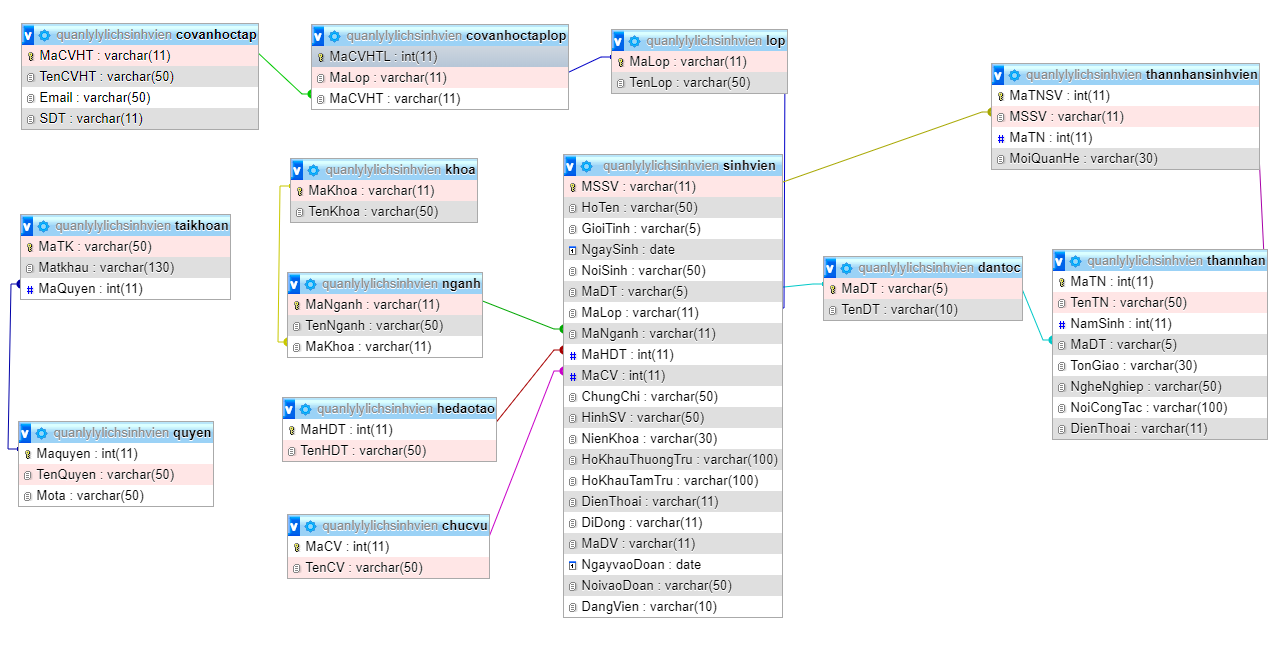 quanlylylichsinhvien covanhoctap
MaCVHT : varchar(11)
TenCVHT : varchar(50)
Email : varchar(50)
SDT : varchar(11)
quanlylylichsinhvien covanhoctaplop
MaCVHTL : int(11)
MaLop : varchar(11)
MaCVHT : varchar(11)
quanlylylichsinhvien lop
MaLop : varchar(11)
TenLop : varchar(50)
quanlylylichsinhvien thannhansinhvien
MaTNSV : int(11)
MSSV : varchar(11)
MaTN : int(11)
MoiQuanHe : varchar(30)
quanlylylichsinhvien khoa
MaKhoa : varchar(11)
TenKhoa : varchar(50)
quanlylylichsinhvien sinhvien
MSSV : varchar(11)
HoTen : varchar(50)
GioiTinh : varchar(5)
NgaySinh : date
NoiSinh : varchar(50)
MaDT : varchar(5)
MaLop : varchar(11)
MaNganh : varchar(11)
MaHDT : int(11)
MaCV : int(11)
ChungChi : varchar(50)
HinhSV : varchar(50)
NienKhoa : varchar(30)
HoKhauThuongTru : varchar(100)
HoKhauTamTru : varchar(100)
DienThoai : varchar(11)
DiDong : varchar(11)
MaDV : varchar(11)
NgayvaoDoan : date
NoivaoDoan : varchar(50)
DangVien : varchar(10)
quanlylylichsinhvien taikhoan
MaTK : varchar(50)
Matkhau : varchar(130)
MaQuyen : int(11)
quanlylylichsinhvien nganh
MaNganh : varchar(11)
TenNganh : varchar(50)
MaKhoa : varchar(11)
quanlylylichsinhvien dantoc
MaDT : varchar(5)
TenDT : varchar(10)
quanlylylichsinhvien thannhan
MaTN : int(11)
TenTN : varchar(50)
NamSinh : int(11)
MaDT : varchar(5)
TonGiao : varchar(30)
NgheNghiep : varchar(50)
NoiCongTac : varchar(100)
DienThoai : varchar(11)
quanlylylichsinhvien hedaotao
MaHDT : int(11)
TenHDT : varchar(50)
quanlylylichsinhvien quyen
Maquyen : int(11)
TenQuyen : varchar(50)
Mota : varchar(50)
quanlylylichsinhvien chucvu
MaCV : int(11)
TenCV : varchar(50)